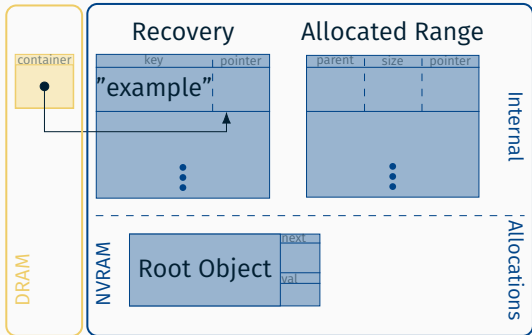 Recovery
Allocated Range
container
key
pointer
parent
size
pointer
"example"
Internal
DRAM
NVRAM
Root Object
next
val
Allocations